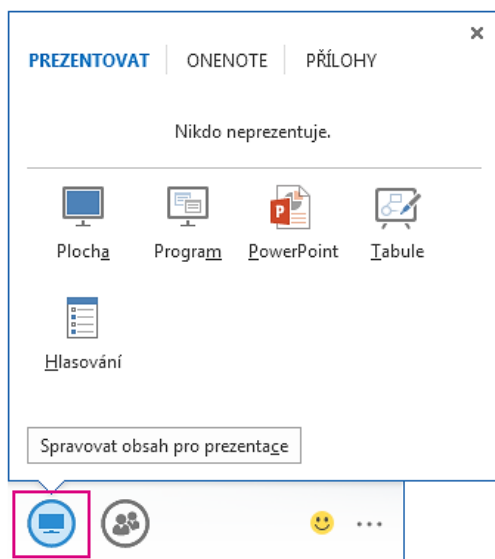 PREZENTOVAT ONENOTE PŘÍLOHY
Nikdo neprezentuje.
Plocha Program PowerPoint Tabule
Hlasování
Spravovat obsah pro prezentace